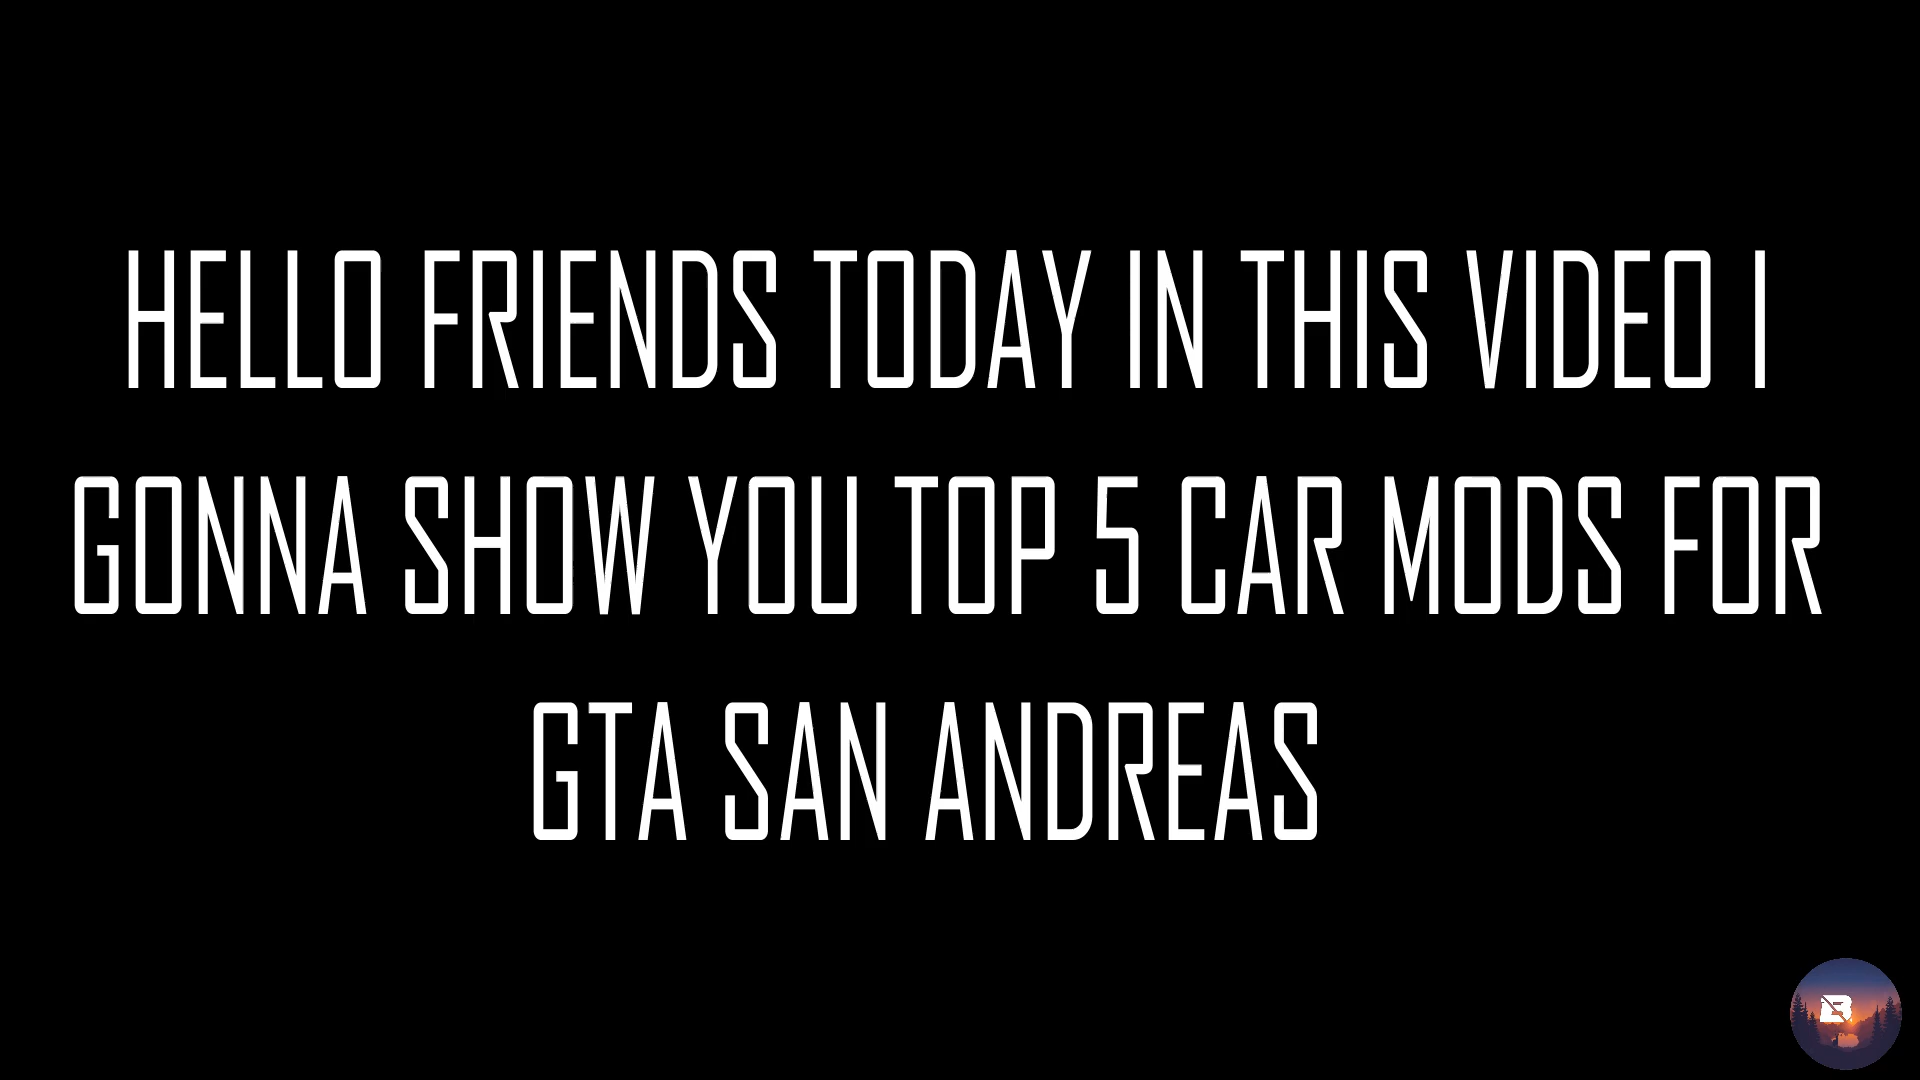 HELLO FRIENDS TODAY IN THIS VIDEO I
GONNA SHOW YOU TOP 5 CAR MODS FOR
GTA SAN ANDREAS
B